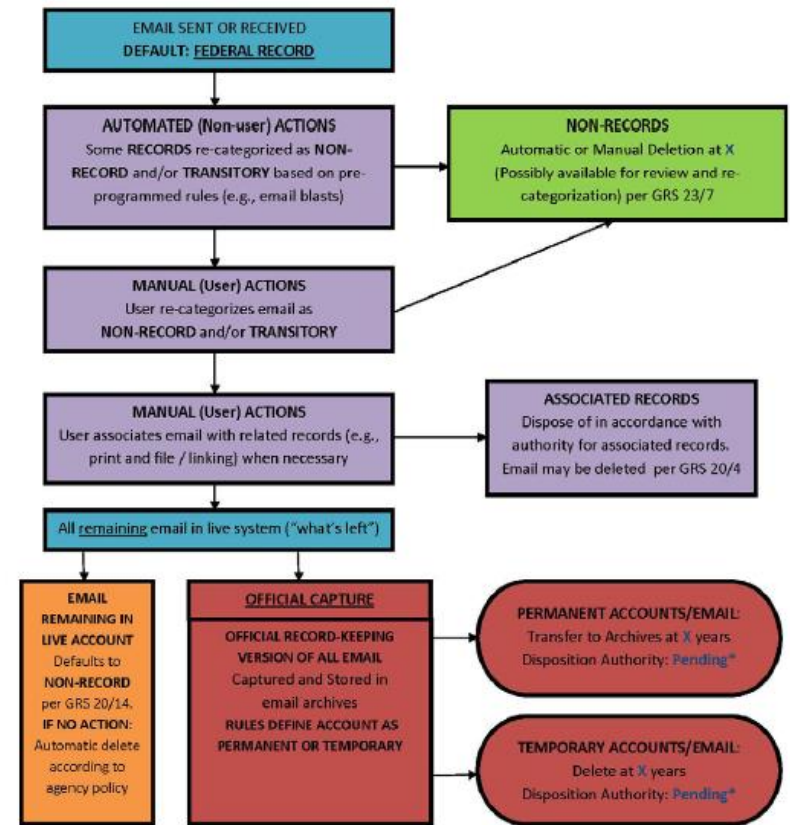 EMAIL SENT OR RECEIVED
DEFAULT: FEDERAL RECORD
AUTOMATED (Non-user) ACTIONS
Some RECORDS re-categorized as NON-
RECORD and/or TRANSITORY based on pre-
programmed rules (e.g., email blasts)
NON-RECORDS
Automatic or Manual Deletion at X
(Possibly available for review and re-
categorization) per GRS 23/7
MANUAL (User) ACTIONS
User re-categorizes email as
NON-RECORD and/or TRANSITORY
MANUAL (User) ACTIONS
User associates email with related records (e.g.,
print and file / linking) when necessary
ASSOCIATED RECORDS
Dispose of in accordance with
authority for associated records.
Email may be deleted per GRS 20/4
All remaining email in live system ("what's left")
EMAIL
REMAINING IN
LIVE ACCOUNT
Defaults to
NON-RECORD
per GRS 20/14.
IF NO ACTION:
Automatic delete
according to
agency policy
OFFICIAL CAPTURE
OFFICIAL RECORD-KEEPING
VERSION OF ALL EMAIL
Captured and Stored in
email archives
RULES DEFINE ACCOUNT AS
PERMANENT OR TEMPORARY
PERMANENT ACCOUNTS/EMAIL:
Transfer to Archives at X years
Disposition Authority: Pending*
TEMPORARY ACCOUNTS/EMAIL:
Delete at X years
Disposition Authority: Pending*